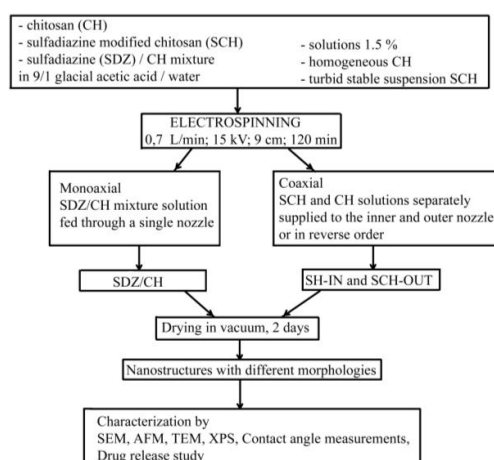 - chitosan (CH)
- sulfadiazine modified chitosan (SCH)
- sulfadiazine (SDZ) / CH mixture
in 9/1 glacial acetic acid / water
- solutions 1.5 %
- homogeneous CH
- turbid stable suspension SCH
ELECTROSPINNING
0,7 L/min; 15 kV; 9 cm; 120 min
Monoaxial
SDZ/CH mixture solution
fed through a single nozzle
Coaxial
SCH and CH solutions separately
supplied to the inner and outer nozzle
or in reverse order
SDZ/CH
SH-IN and SCH-OUT
Drying in vacuum, 2 days
Nanostructures with different morphologies
Characterization by
SEM, AFM, TEM, XPS, Contact angle measurements,
Drug release study